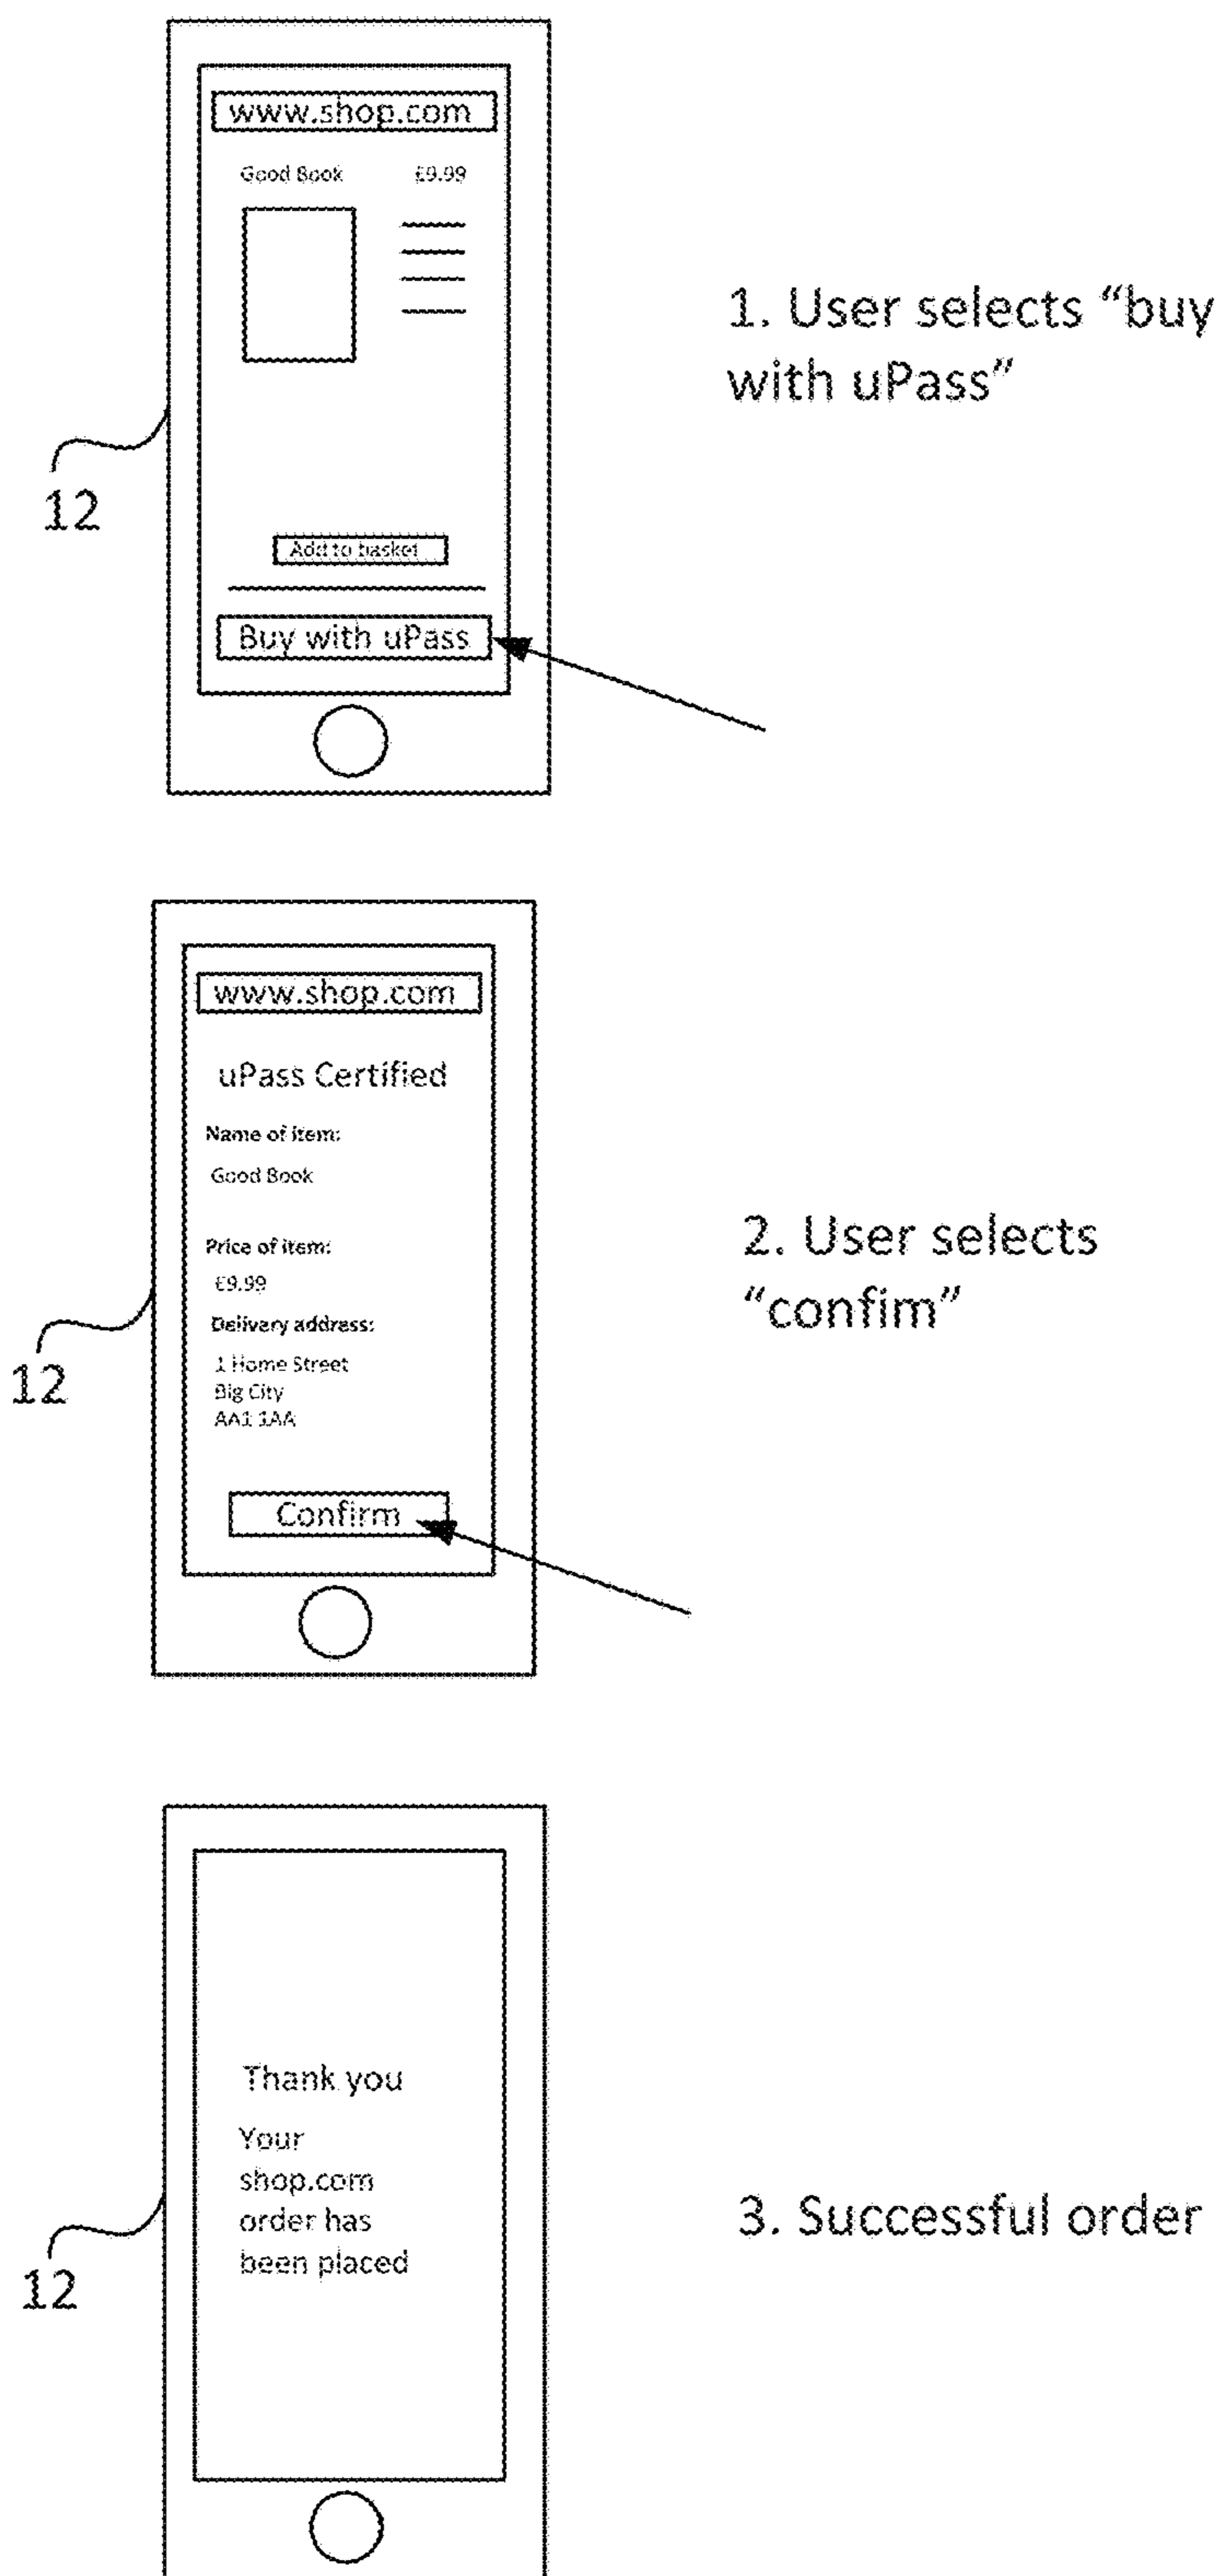 www.shop.com
Good Book £9.99
Add to basket
Buy with uPass
12
1. User selects “buy
with uPass”
www.shop.com
uPass Certified
Name of item:
Good Book
Price of item:
£9.99
Delivery address:
1 Home Street
Big City
AA1 1AA
Confirm
12
2. User selects
“confim”
Thank you
Your
shop.com
order has
been placed
12
3. Successful order